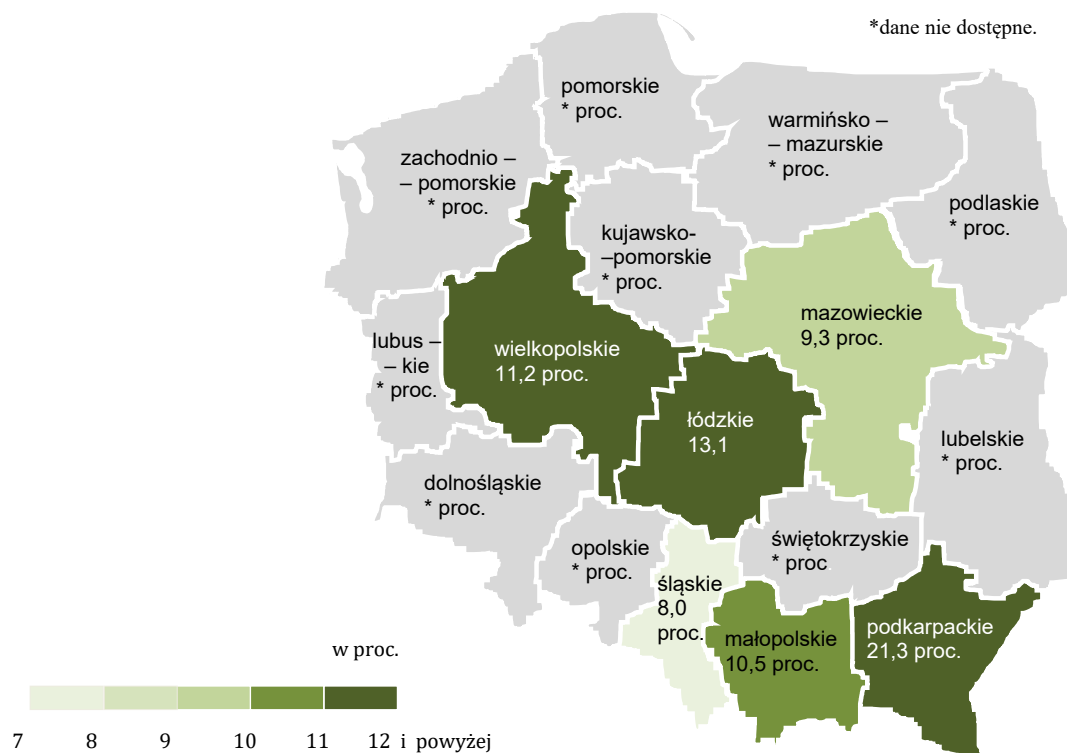 *dane nie dostępne.
pomorskie
* proc.
warmińsko –
– mazurskie
* proc.
zachodnio –
– pomorskie
* proc.
podlaskie
* proc.
kujawsko-
–pomorskie
* proc.
mazowieckie
9,3 proc.
lubus –
– kie
* proc.
wielkopolskie
11,2 proc.
łódzkie
13,1
lubelskie
* proc.
dolnośląskie
* proc.
opolskie
* proc.
świętokrzyskie
* proc.
śląskie
8,0
proc.
małopolskie
10,5 proc.
podkarpackie
21,3 proc.
w proc.
7 8 9 10 11 12 i powyżej